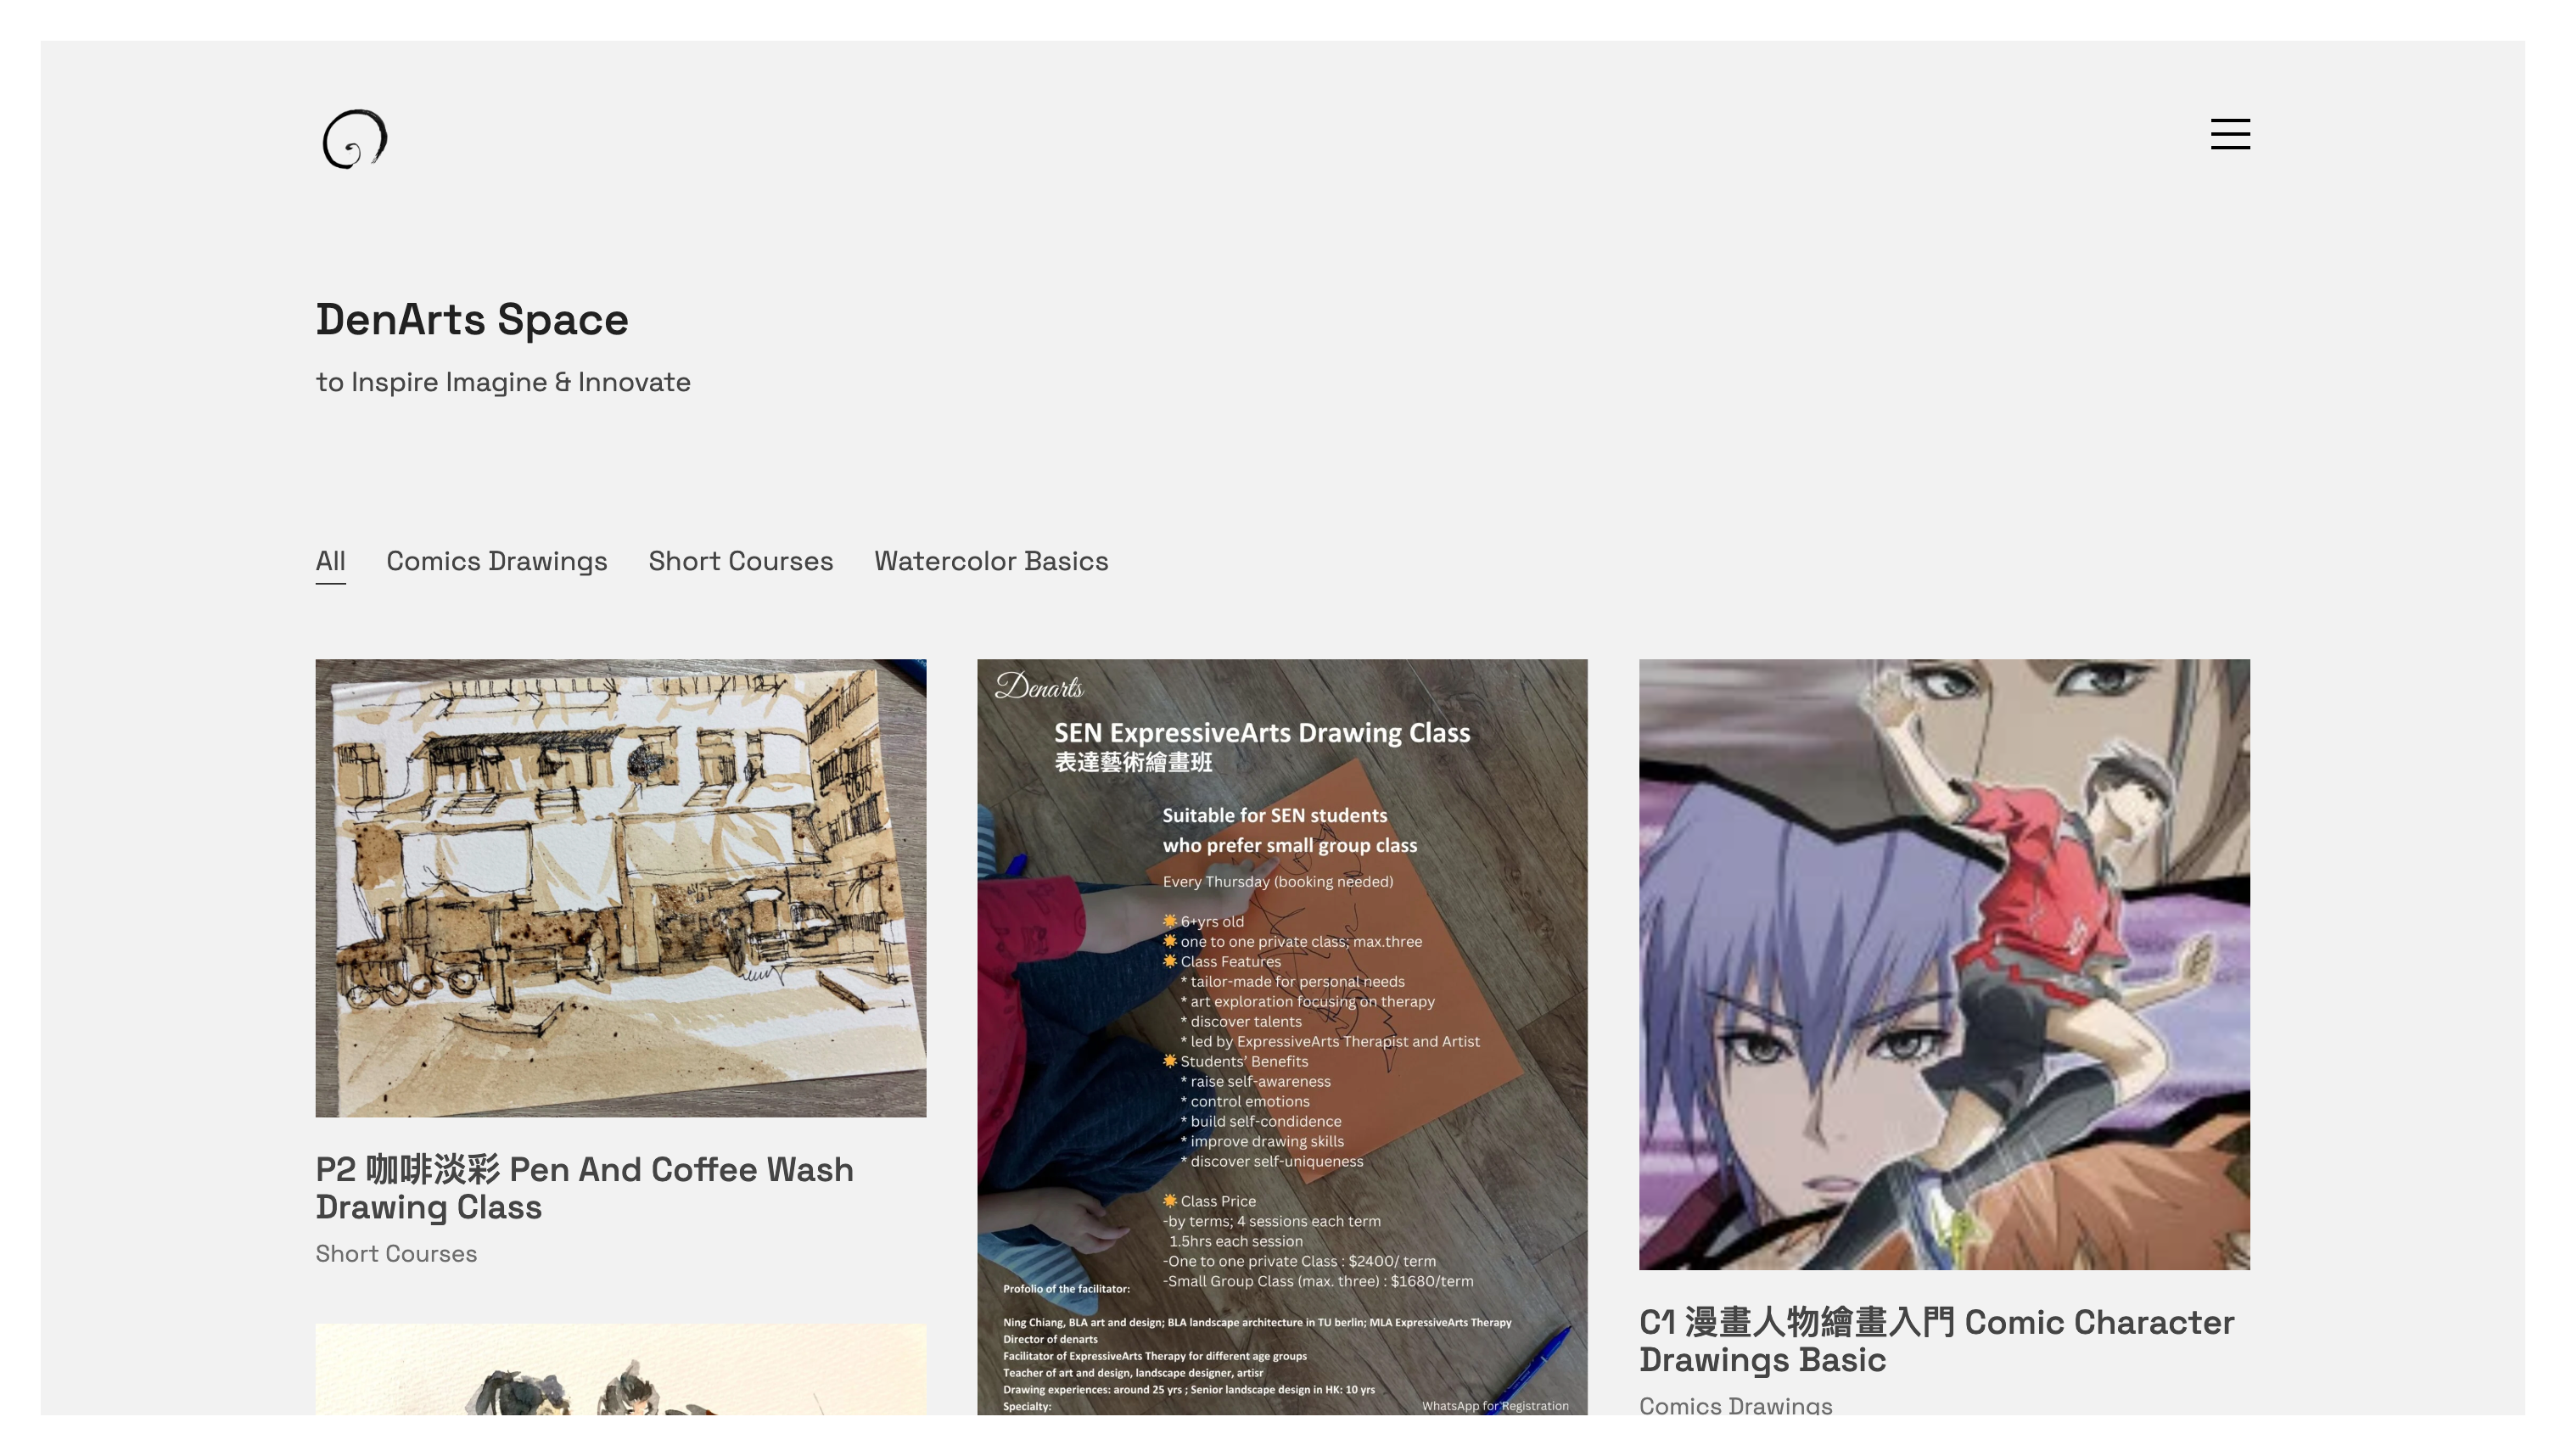 DenArts Space
to Inspire Imagine & Innovate
All
Comics Drawings
Short Courses
Watercolor Basics
P2 咖啡淡彩 Pen And Coffee Wash
Drawing Class
Short Courses
Denarts
SEN ExpressiveArts Drawing Class
表達藝術繪畫班
Suitable for SEN students
who prefer small group class
Every Thursday (booking needed)
6+yrs old
one to one private class; max.three
Class Features
* tailor-made for personal needs
* art exploration focusing on therapy
* discover talents
* led by ExpressiveArts Therapist and Artist
Students’ Benefits
* raise self-awareness
* control emotions
* build self-condidence
* improve drawing skills
* discover self-uniqueness
Class Price
-by terms; 4 sessions each term
1.5hrs each session
-One to one private Class : $2400/ term
-Small Group Class (max. three) : $1680/term
Profolio of the facilitator:
Ning Chiang, BLA art and design; BLA landscape architecture in TU berlin; MLA ExpressiveArts Therapy
Director of denarts
Facilitator of ExpressiveArts Therapy for different age groups
Teacher of art and design, landscape designer, artisr
Drawing experiences: around 25 yrs ; Senior landscape design in HK: 10 yrs
Specialty:
WhatsApp for Registration
C1 漫畫人物繪畫入門 Comic Character
Drawings Basic
Comics Drawings